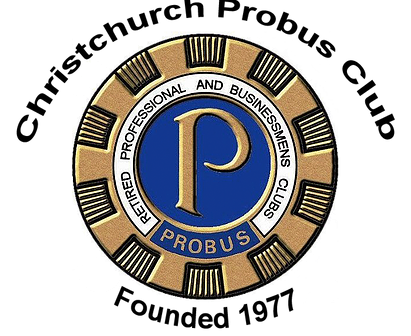 Christchurch Probus Club
RETIRED PROFESSIONAL AND BUSINESSMENS CLUBS
P
PROBUS
Founded 1977